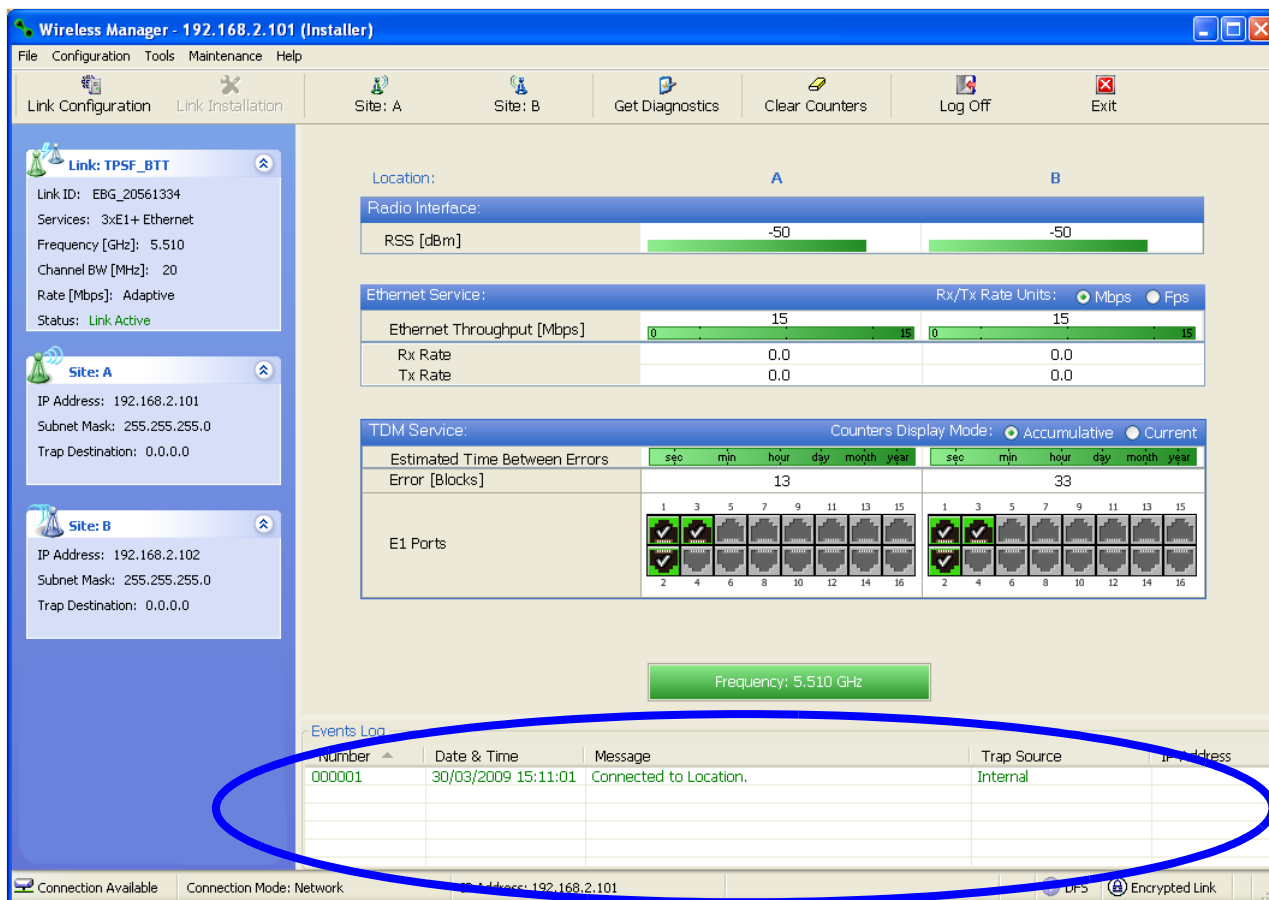 Wireless Manager - 192.168.2.101 (Installer)
File Configuration Tools Maintenance Help
Link Configuration Link Installation Site: A Site: B Get Diagnostics Clear Counters Log Off Exit
Link: TPSF_BTT
Link ID: EBG_20561334
Services: 3xE1+ Ethernet
Frequency [GHz]: 5.510
Channel BW [MHz]: 20
Rate [Mbps]: Adaptive
Status: Link Active
Site: A
IP Address: 192.168.2.101
Subnet Mask: 255.255.255.0
Trap Destination: 0.0.0.0
Site: B
IP Address: 192.168.2.102
Subnet Mask: 255.255.255.0
Trap Destination: 0.0.0.0
Location: A B
Radio Interface:
RSS [dBm] -50 -50
Ethernet Service: Rx/Tx Rate Units: Mbps Fps
Ethernet Throughput [Mbps] 15 15
0 15 0 15
Rx Rate 0.0 0.0
Tx Rate 0.0 0.0
TDM Service: Counters Display Mode: Accumulative Current
Estimated Time Between Errors sec min hour day month year sec min hour day month year
Error [Blocks] 13 33
1 3 5 7 9 11 13 15 1 3 5 7 9 11 13 15
E1 Ports
2 4 6 8 10 12 14 16 2 4 6 8 10 12 14 16
Frequency: 5.510 GHz
Events Log
Number Date & Time Message Trap Source IP Address
000001 30/03/2009 15:11:01 Connected to Location. Internal
Connection Available Connection Mode: Network IP Address: 192.168.2.101 DFS Encrypted Link